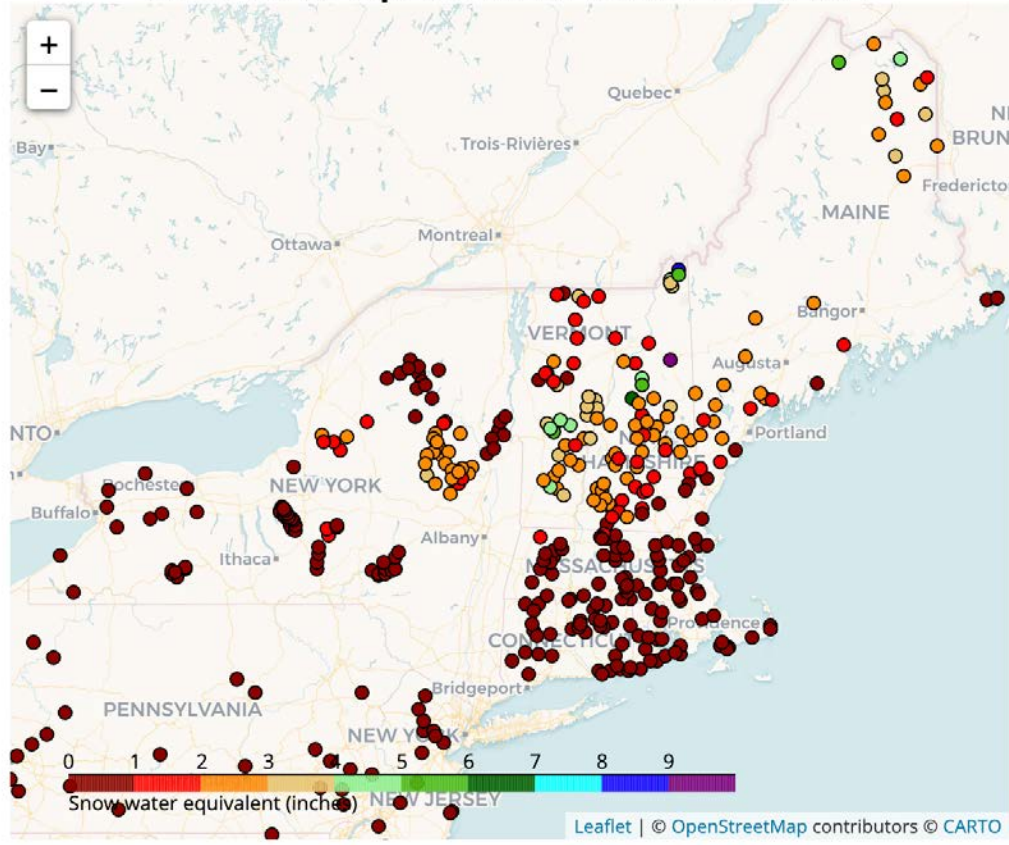 +
−
Quebec
Bay
Trois-Rivières
BRUN
Fredericto
MAINE
Ottawa
Montreal
VERMONT
Bangor
Augusta
NTO
Portland
Rochester
NEW YORK
HAMPSHIRE
Buffalo
Albany
Ithaca
MASSACHUSETTS
Providence
CONNECTICUT
Bridgeport
PENNSYLVANIA
NEW YORK
0 1 2 3 4 5 6 7 8 9
Snow water equivalent (inches)
NEW JERSEY
Leaflet | © OpenStreetMap contributors © CARTO